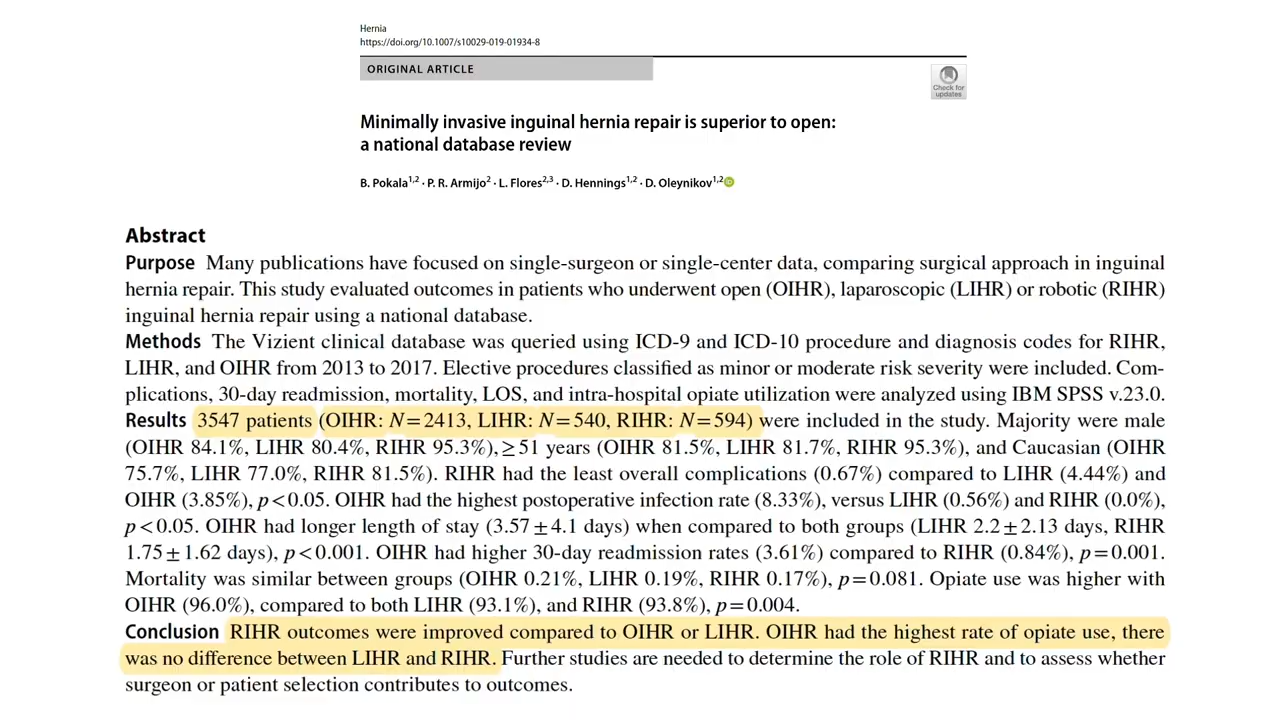 Hernia
https://doi.org/10.1007/s10029-019-01934-8
ORIGINAL ARTICLE
Check for
updates
Minimally invasive inguinal hernia repair is superior to open:
a national database review
B. Pokala1,2 · P. R. Armijo2 · L. Flores2,3 · D. Hennings1,2 · D. Oleynikov1,2
Abstract
Purpose Many publications have focused on single-surgeon or single-center data, comparing surgical approach in inguinal
hernia repair. This study evaluated outcomes in patients who underwent open (OIHR), laparoscopic (LIHR) or robotic (RIHR)
inguinal hernia repair using a national database.
Methods The Vizient clinical database was queried using ICD-9 and ICD-10 procedure and diagnosis codes for RIHR,
LIHR, and OIHR from 2013 to 2017. Elective procedures classified as minor or moderate risk severity were included. Com-
plications, 30-day readmission, mortality, LOS, and intra-hospital opiate utilization were analyzed using IBM SPSS v.23.0.
Results 3547 patients (OIHR: N=2413, LIHR: N=540, RIHR: N=594) were included in the study. Majority were male
(OIHR 84.1%, LIHR 80.4%, RIHR 95.3%), ≥51 years (OIHR 81.5%, LIHR 81.7%, RIHR 95.3%), and Caucasian (OIHR
75.7%, LIHR 77.0%, RIHR 81.5%). RIHR had the least overall complications (0.67%) compared to LIHR (4.44%) and
OIHR (3.85%), p<0.05. OIHR had the highest postoperative infection rate (8.33%), versus LIHR (0.56%) and RIHR (0.0%),
p<0.05. OIHR had longer length of stay (3.57±4.1 days) when compared to both groups (LIHR 2.2±2.13 days, RIHR
1.75±1.62 days), p<0.001. OIHR had higher 30-day readmission rates (3.61%) compared to RIHR (0.84%), p=0.001.
Mortality was similar between groups (OIHR 0.21%, LIHR 0.19%, RIHR 0.17%), p=0.081. Opiate use was higher with
OIHR (96.0%), compared to both LIHR (93.1%), and RIHR (93.8%), p=0.004.
Conclusion RIHR outcomes were improved compared to OIHR or LIHR. OIHR had the highest rate of opiate use, there
was no difference between LIHR and RIHR. Further studies are needed to determine the role of RIHR and to assess whether
surgeon or patient selection contributes to outcomes.